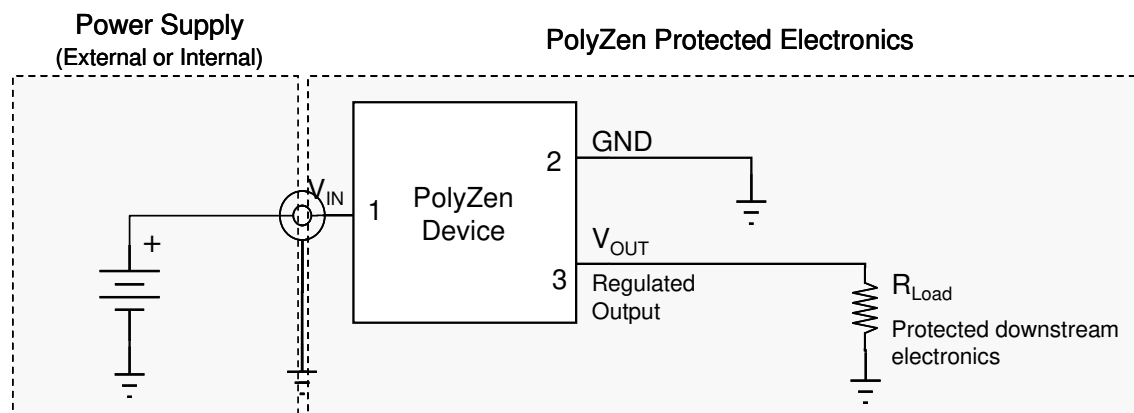 Power Supply
(External or Internal)
PolyZen Protected Electronics
V_IN
1
PolyZen
Device
2
GND
V_OUT
3
Regulated
Output
+
R_Load
Protected downstream
electronics